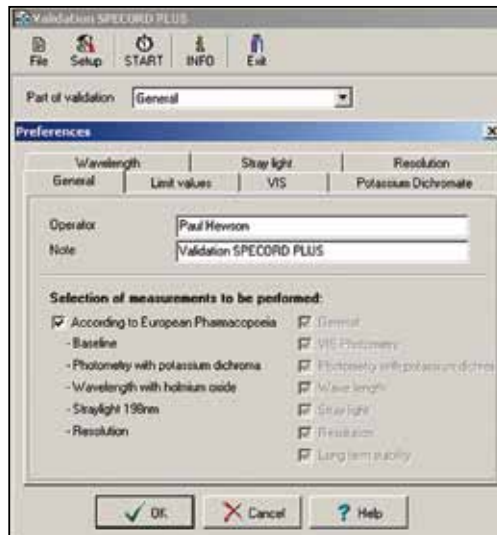 Validation SPECORD PLUS
File Setup START INFO Exit
Part of validation General
Preferences
Wavelength Stray light Resolution
General Limit values VIS Potassium Dichromate
Operator Paul Hewson
Note Validation SPECORD PLUS
Selection of measurements to be performed:
According to European Pharmacopoeia General
- Baseline VIS Photometry
- Photometry with potassium dichroma Photometry with potassium dichrom
- Wavelength with holmium oxide Wave length
- Straylight 198nm Stray light
- Resolution Resolution
Long term stability
OK Cancel Help